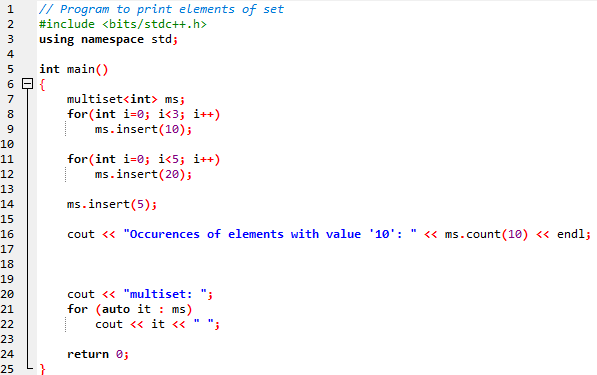 1 // Program to print elements of set
2 #include <bits/stdc++.h>
3 using namespace std;
4
5 int main()
6 {
7 multiset<int> ms;
8 for(int i=0; i<3; i++)
9 ms.insert(10);
10
11 for(int i=0; i<5; i++)
12 ms.insert(20);
13
14 ms.insert(5);
15
16 cout << "Occurences of elements with value '10': " << ms.count(10) << endl;
17
18
19
20 cout << "multiset: ";
21 for (auto it : ms)
22 cout << it << " ";
23
24 return 0;
25 }